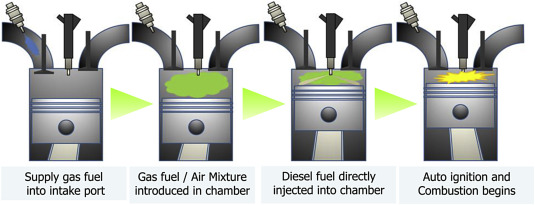 Supply gas fuel
into intake port
Gas fuel / Air Mixture
introduced in chamber
Diesel fuel directly
injected into chamber
Auto ignition and
Combustion begins